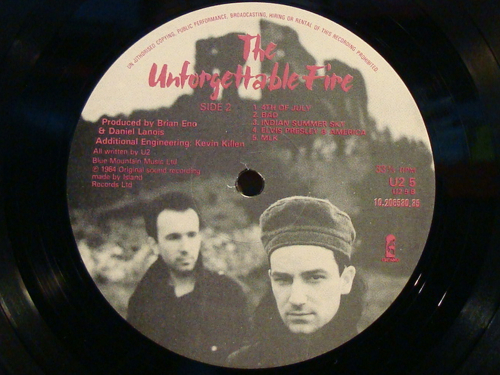 UNAUTHORISED COPYING, PUBLIC PERFORMANCE, BROADCASTING, HIRING OR RENTAL OF THIS RECORDING PROHIBITED.
The
Unforgettable Fire
SIDE 2
1. 4TH OF JULY
2. BAD
3. INDIAN SUMMER SKY
4. ELVIS PRESLEY & AMERICA
5. MLK
Produced by Brian Eno
& Daniel Lanois
Additional Engineering: Kevin Killen
All written by U2
Blue Mountain Music Ltd
℗ 1984 Original sound recording
made by Island
Records Ltd
U2 5